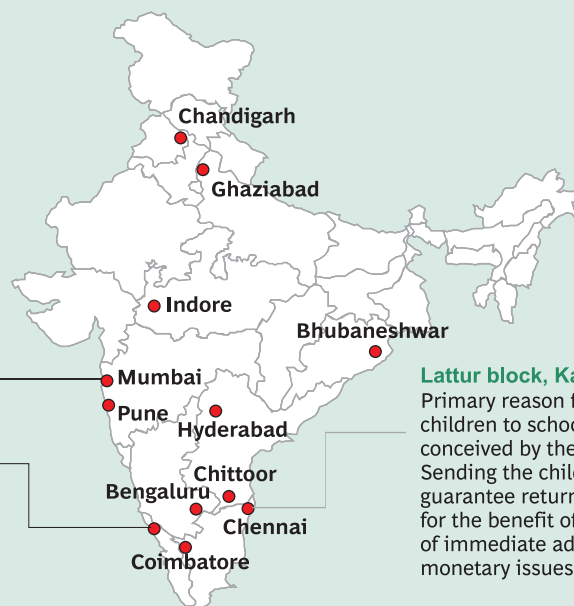 Chandigarh
Ghaziabad
Indore
Bhubaneshwar
Mumbai
Pune
Hyderabad
Chittoor
Bengaluru
Chennai
Coimbatore
Lattur block,
Primary reason
children to
conceived by the
Sending the
guarantee
for the benefit
of immediate
monetary issues